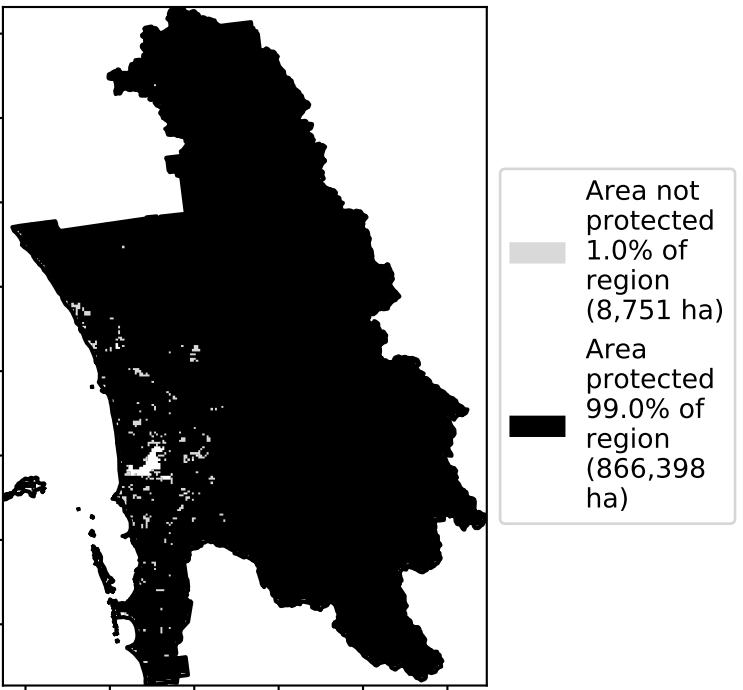 Area not
protected
1.0% of
region
(8,751 ha)
Area
protected
99.0% of
region
(866,398
ha)